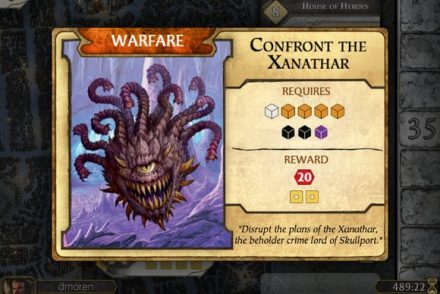 8
HOUSE OF HEROES
WARFARE
CONFRONT THE
XANATHAR
REQUIRES
REWARD
20
"Disrupt the plans of the Xanathar,
the beholder crime lord of Skullport."
35
dmoren
489:22